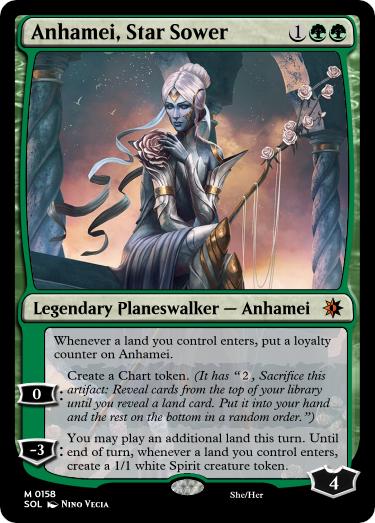 Anhamei, Star Sower 1
Legendary Planeswalker — Anhamei
Whenever a land you control enters, put a loyalty
counter on Anhamei.
0: Create a Chart token. (It has “2, Sacrifice this
artifact: Reveal cards from the top of your library
until you reveal a land card. Put it into your hand
and the rest on the bottom in a random order.”)
-3: You may play an additional land this turn. Until
end of turn, whenever a land you control enters,
create a 1/1 white Spirit creature token.
4
M 0158
SOL Nino Vecia
She/Her